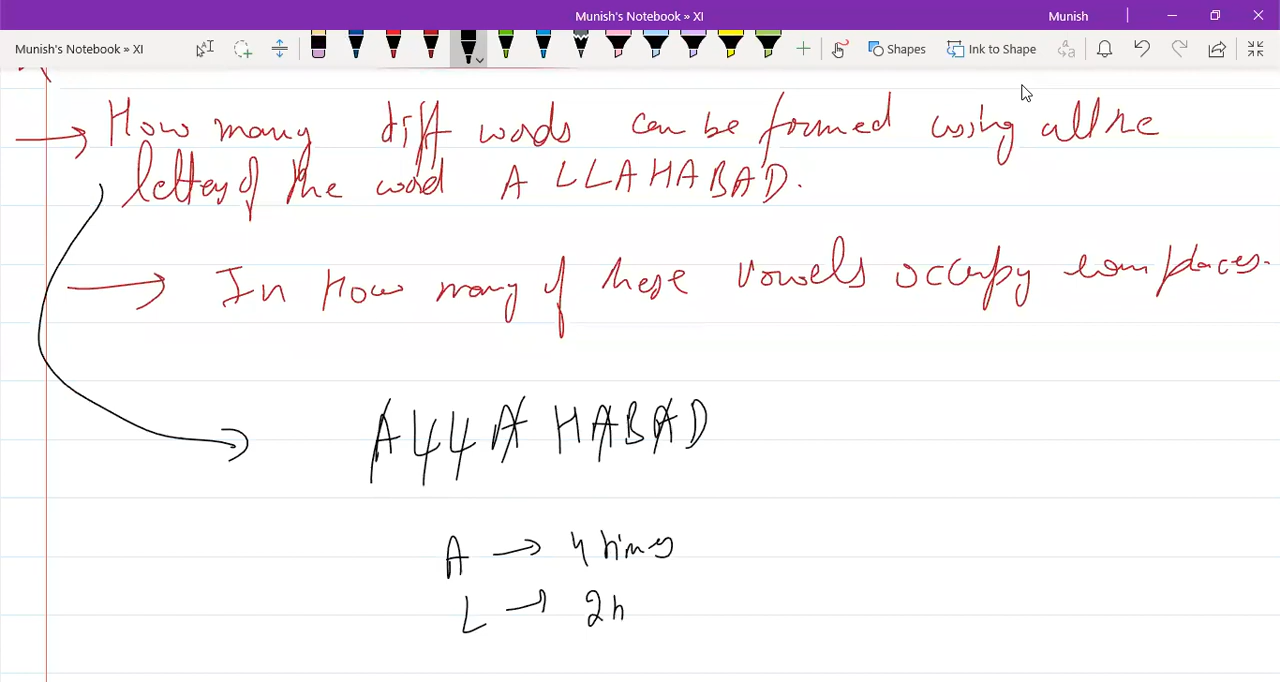 Munish's Notebook » XI
Munish
Munish's Notebook » XI
Shapes
Ink to Shape
How many diff words can be formed using all the
letters of the word ALLAHABAD.
In How many of these vowels occupy even places.
ALLAHABAD
A → 4 times
L → 2